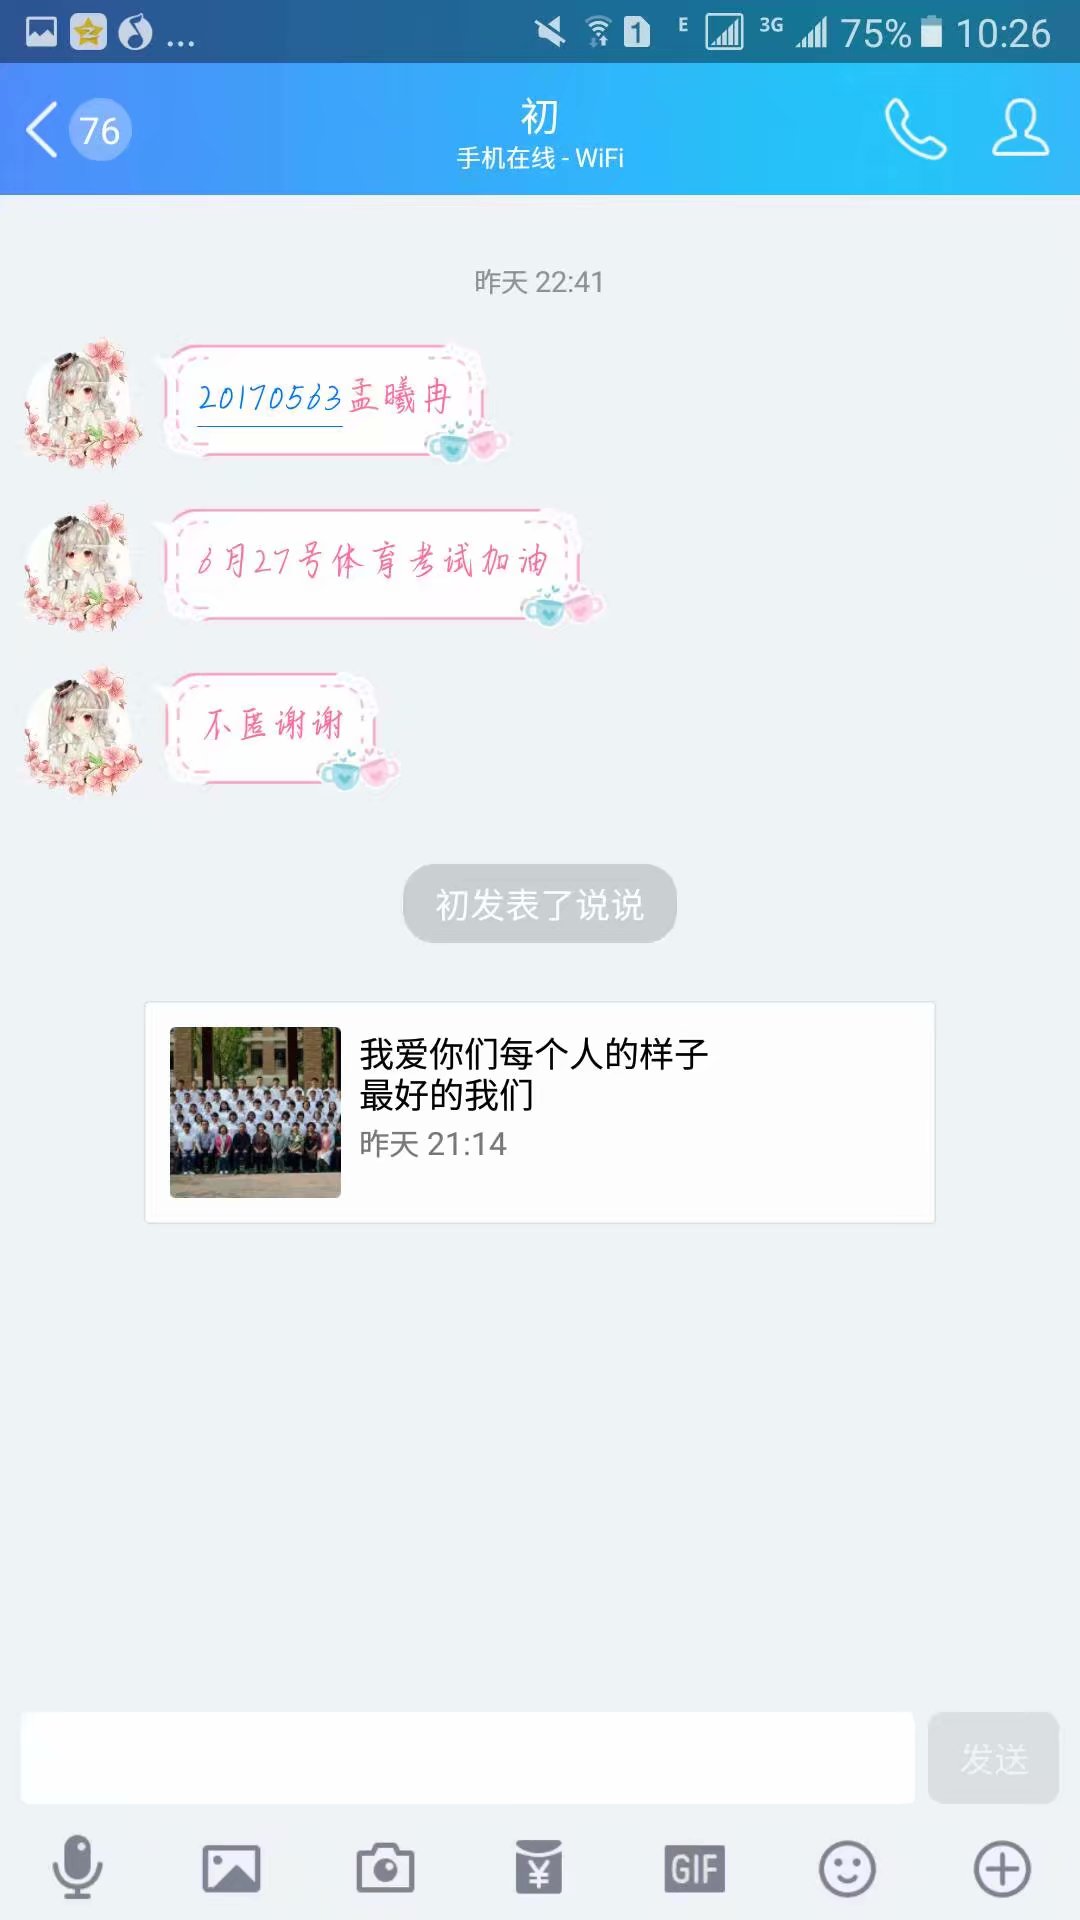 ... E 3G 75% 10:26
76
初
手机在线 - WiFi
昨天 22:41
20170563孟曦冉
6月27号体育考试加油
不匿谢谢
初发表了说说
我爱你们每个人的样子
最好的我们
昨天 21:14
发送
GIF